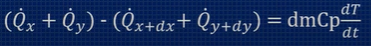 (Q̇ₓ + Q̇ᵧ) - (Q̇ₓ₊dx + Q̇ᵧ₊dy) = dmCp dT/dt